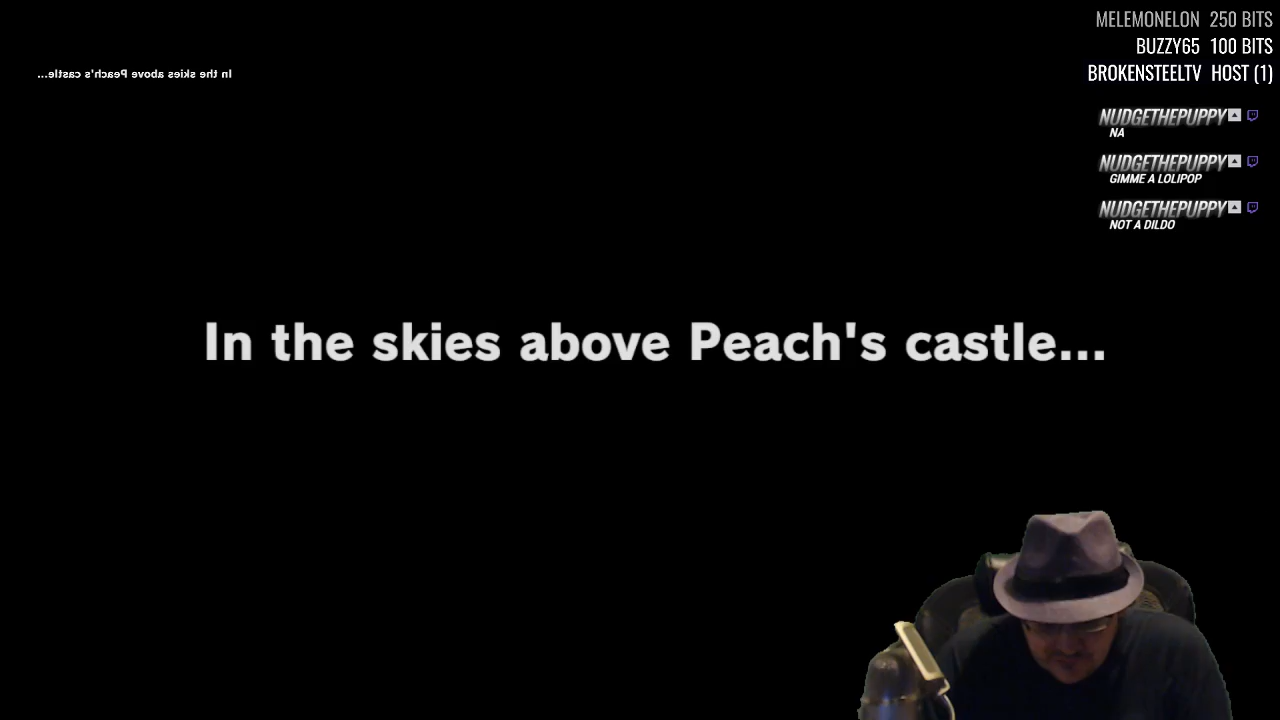 MELEMONELON 250 BITS
BUZZY65 100 BITS
In the skies above Peach's castle...
BROKENSTEELTV HOST (1)
NUDGETHEPUPPY
NA
NUDGETHEPUPPY
GIMME A LOLIPOP
NUDGETHEPUPPY
NOT A DILDO
In the skies above Peach's castle...